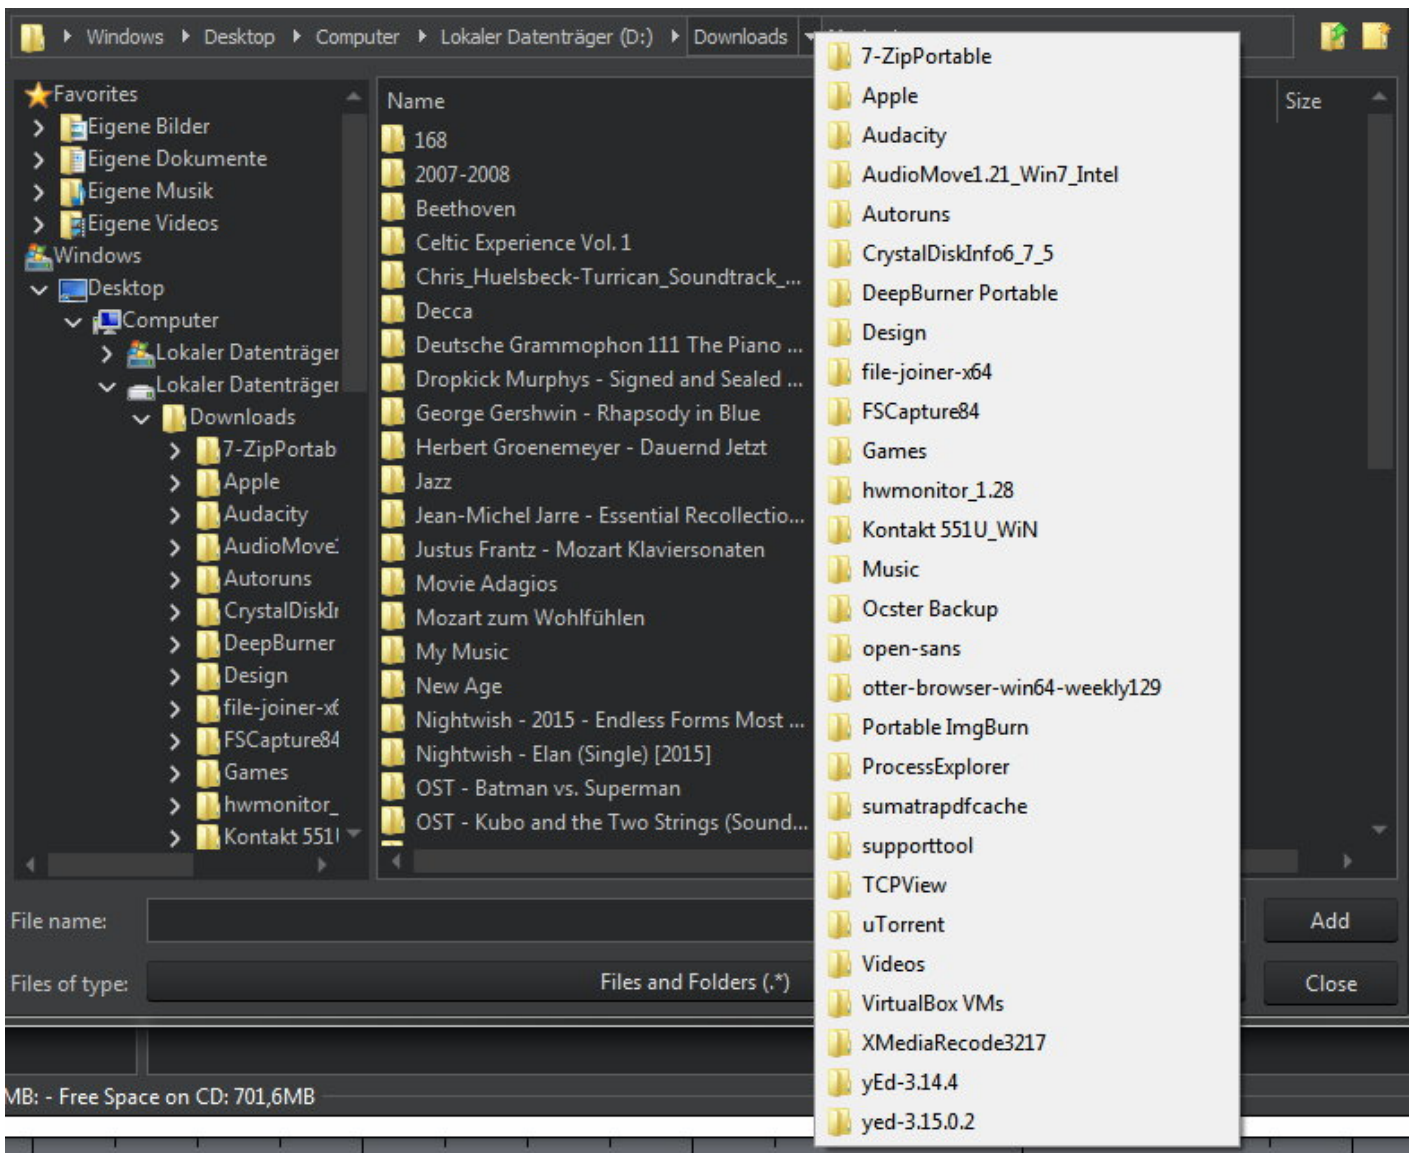 Windows Desktop Computer Lokaler Datenträger (D:) Downloads
Favorites
Eigene Bilder
Eigene Dokumente
Eigene Musik
Eigene Videos
Windows
Desktop
Computer
Lokaler Datenträger
Lokaler Datenträger
Downloads
7-ZipPortab
Apple
Audacity
AudioMove
Autoruns
CrystalDiskIn
DeepBurner
Design
file-joiner-x6
FSCapture84
Games
hwmonitor_
Kontakt 551
Name
168
2007-2008
Beethoven
Celtic Experience Vol. 1
Chris_Huelsbeck-Turrican_Soundtrack_...
Decca
Deutsche Grammophon 111 The Piano ...
Dropkick Murphys - Signed and Sealed ...
George Gershwin - Rhapsody in Blue
Herbert Groenemeyer - Dauernd Jetzt
Jazz
Jean-Michel Jarre - Essential Recollectio...
Justus Frantz - Mozart Klaviersonaten
Movie Adagios
Mozart zum Wohlfühlen
My Music
New Age
Nightwish - 2015 - Endless Forms Most ...
Nightwish - Elan (Single) [2015]
OST - Batman vs. Superman
OST - Kubo and the Two Strings (Sound...
7-ZipPortable
Apple
Audacity
AudioMove1.21_Win7_Intel
Autoruns
CrystalDiskInfo6_7_5
DeepBurner Portable
Design
file-joiner-x64
FSCapture84
Games
hwmonitor_1.28
Kontakt 551U_WiN
Music
Ocster Backup
open-sans
otter-browser-win64-weekly129
Portable ImgBurn
ProcessExplorer
sumatrapdfcache
supporttool
TCPView
uTorrent
Videos
VirtualBox VMs
XMediaRecode3217
yEd-3.14.4
yed-3.15.0.2
Size
File name:
Add
Files of type:
Files and Folders (.*)
Close
MB: - Free Space on CD: 701,6MB